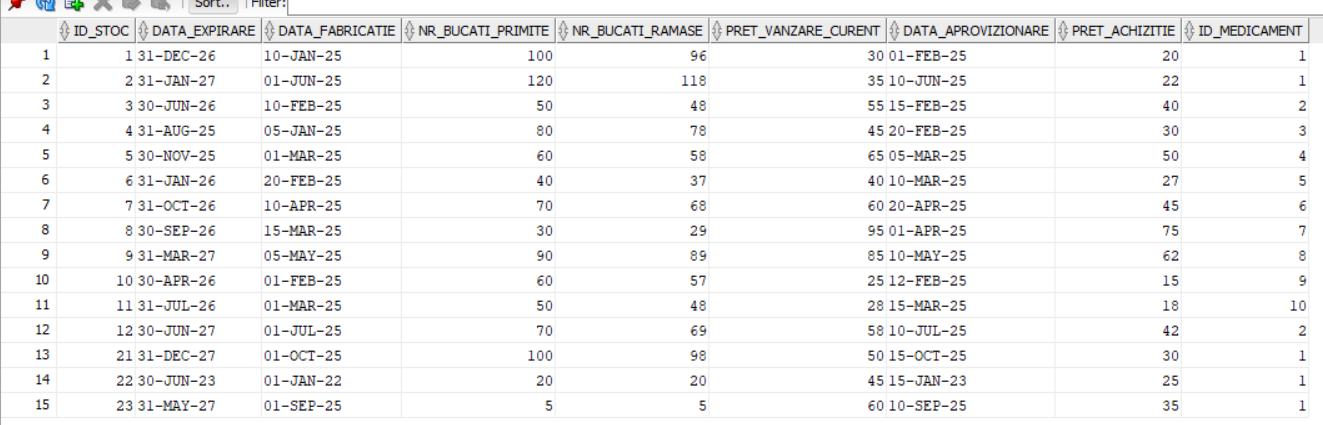 Sort.. Filter:
ID_STOC DATA_EXPIRARE DATA_FABRICATIE NR_BUCATI_PRIMITE NR_BUCATI_RAMASE PRET_VANZARE_CURENT DATA_APROVIZIONARE PRET_ACHIZITIE ID_MEDICAMENT
1 1 31-DEC-26 10-JAN-25 100 96 30 01-FEB-25 20 1
2 2 31-JAN-27 01-JUN-25 120 118 35 10-JUN-25 22 1
3 3 30-JUN-26 10-FEB-25 50 48 55 15-FEB-25 40 2
4 4 31-AUG-25 05-JAN-25 80 78 45 20-FEB-25 30 3
5 5 30-NOV-25 01-MAR-25 60 58 65 05-MAR-25 50 4
6 6 31-JAN-26 20-FEB-25 40 37 40 10-MAR-25 27 5
7 7 31-OCT-26 10-APR-25 70 68 60 20-APR-25 45 6
8 8 30-SEP-26 15-MAR-25 30 29 95 01-APR-25 75 7
9 9 31-MAR-27 05-MAY-25 90 89 85 10-MAY-25 62 8
10 10 30-APR-26 01-FEB-25 60 57 25 12-FEB-25 15 9
11 11 31-JUL-26 01-MAR-25 50 48 28 15-MAR-25 18 10
12 12 30-JUN-27 01-JUL-25 70 69 58 10-JUL-25 42 2
13 21 31-DEC-27 01-OCT-25 100 98 50 15-OCT-25 30 1
14 22 30-JUN-23 01-JAN-22 20 20 45 15-JAN-23 25 1
15 23 31-MAY-27 01-SEP-25 5 5 60 10-SEP-25 35 1